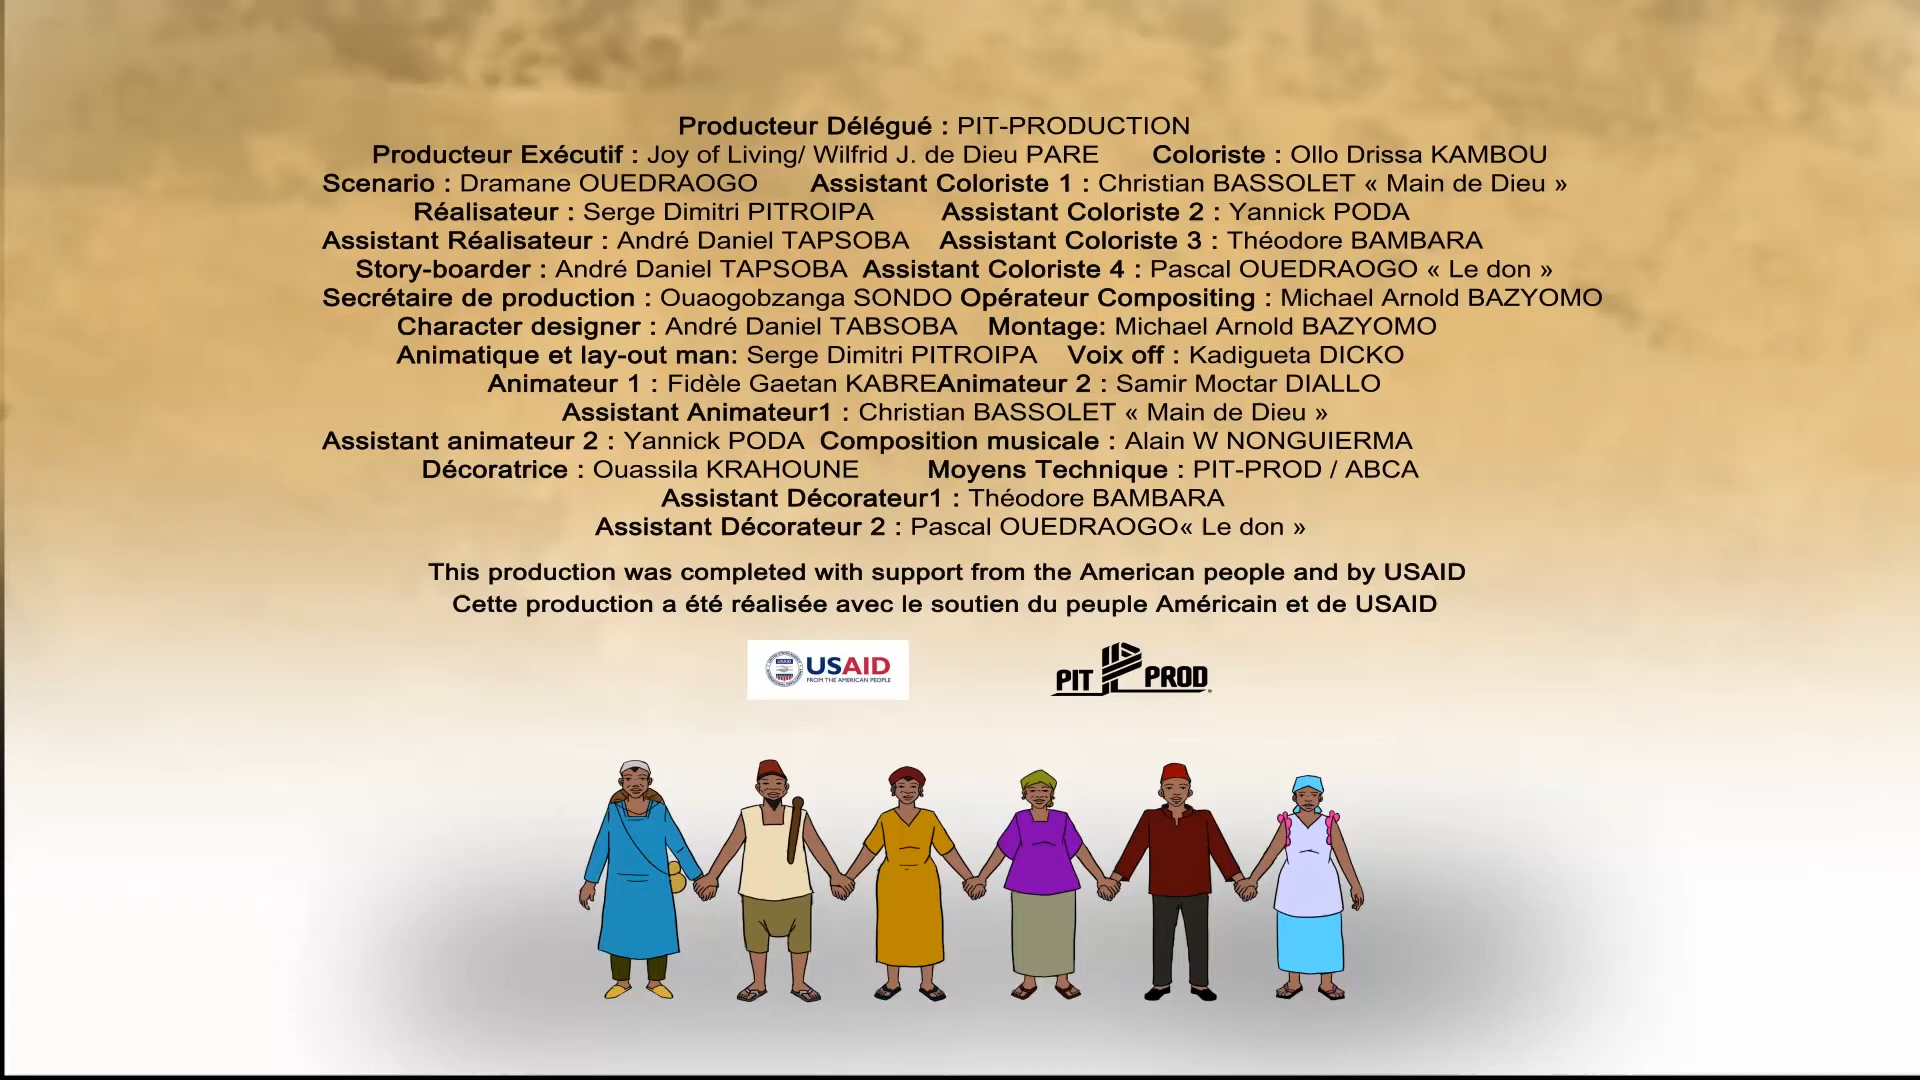 Producteur Délégué : PIT-PRODUCTION
Producteur Exécutif : Joy of Living/ Wilfrid J. de Dieu PARE Coloriste : Ollo Drissa KAMBOU
Scenario : Dramane OUEDRAOGO Assistant Coloriste 1 : Christian BASSOLET « Main de Dieu »
Réalisateur : Serge Dimitri PITROIPA Assistant Coloriste 2 : Yannick PODA
Assistant Réalisateur : André Daniel TAPSOBA Assistant Coloriste 3 : Théodore BAMBARA
Story-boarder : André Daniel TAPSOBA Assistant Coloriste 4 : Pascal OUEDRAOGO « Le don »
Secrétaire de production : Ouaogobzanga SONDO Opérateur Compositing : Michael Arnold BAZYOMO
Character designer : André Daniel TABSOBA Montage: Michael Arnold BAZYOMO
Animatique et lay-out man: Serge Dimitri PITROIPA Voix off : Kadigueta DICKO
Animateur 1 : Fidèle Gaetan KABREAnimateur 2 : Samir Moctar DIALLO
Assistant Animateur1 : Christian BASSOLET « Main de Dieu »
Assistant animateur 2 : Yannick PODA Composition musicale : Alain W NONGUIERMA
Décoratrice : Ouassila KRAHOUNE Moyens Technique : PIT-PROD / ABCA
Assistant Décorateur1 : Théodore BAMBARA
Assistant Décorateur 2 : Pascal OUEDRAOGO« Le don »
This production was completed with support from the American people and by USAID
Cette production a été réalisée avec le soutien du peuple Américain et de USAID
USAID
FROM THE AMERICAN PEOPLE
PIT PROD